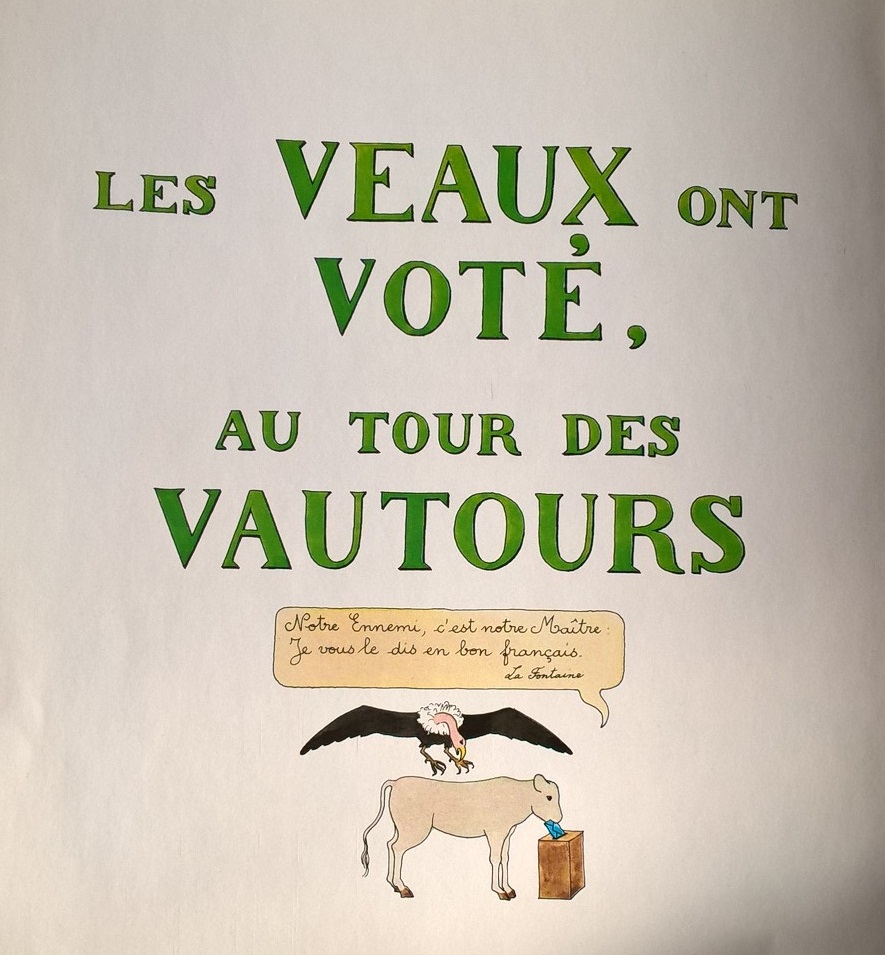 LES VEAUX ONT
VOTÉ,
AU TOUR DES
VAUTOURS
Notre Ennemi, c'est notre Maître :
Je vous le dis en bon français.
La Fontaine